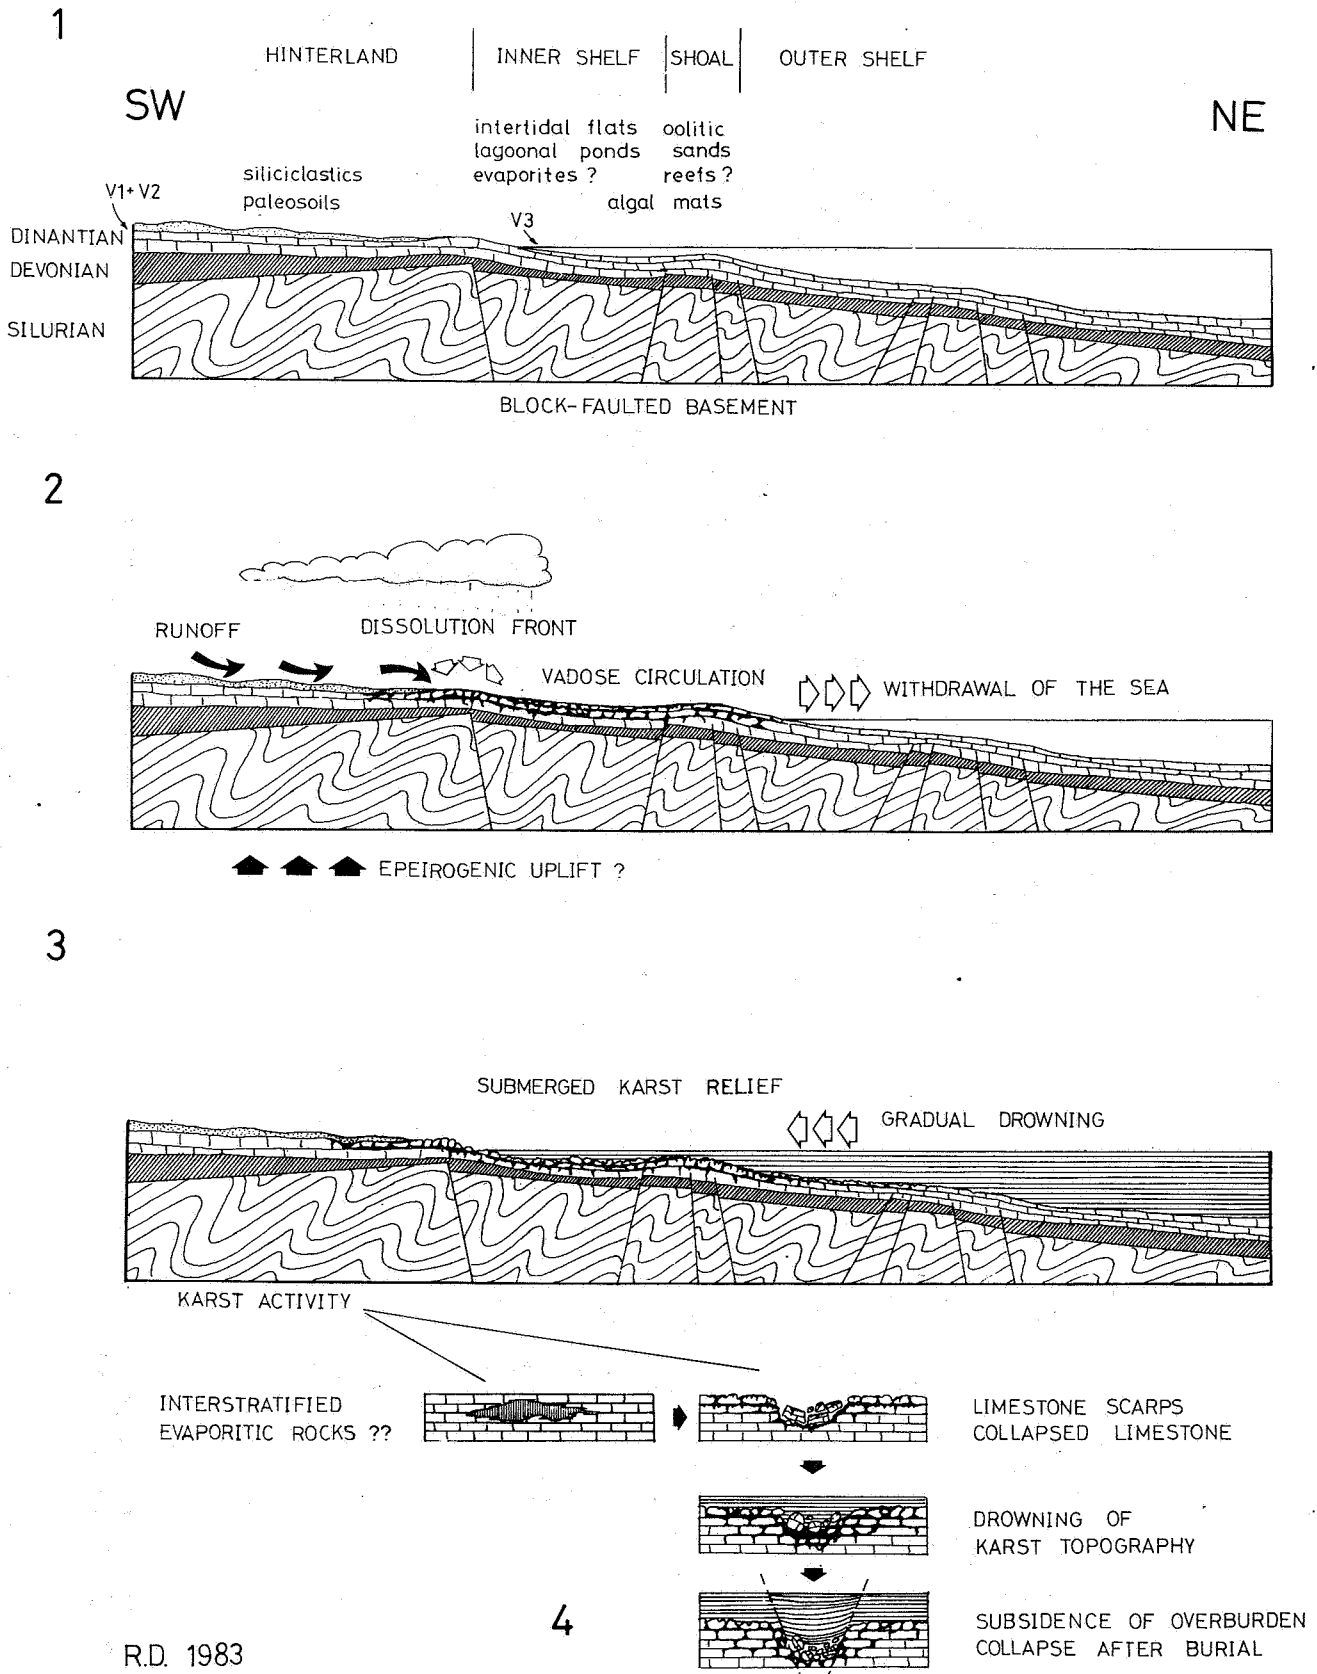 1
HINTERLAND
INNER SHELF
SHOAL
OUTER SHELF
SW
NE
intertidal flats
lagoonal ponds
evaporites ?
oolitic
sands
reefs ?
algal mats
siliciclastics
paleosoils
V1+V2
V3
DINANTIAN
DEVONIAN
SILURIAN
BLOCK-FAULTED BASEMENT
2
RUNOFF
DISSOLUTION FRONT
VADOSE CIRCULATION
WITHDRAWAL OF THE SEA
EPEIROGENIC UPLIFT ?
3
SUBMERGED KARST RELIEF
GRADUAL DROWNING
KARST ACTIVITY
INTERSTRATIFIED
EVAPORITIC ROCKS ??
LIMESTONE SCARPS
COLLAPSED LIMESTONE
DROWNING OF
KARST TOPOGRAPHY
4
SUBSIDENCE OF OVERBURDEN
COLLAPSE AFTER BURIAL
R.D. 1983